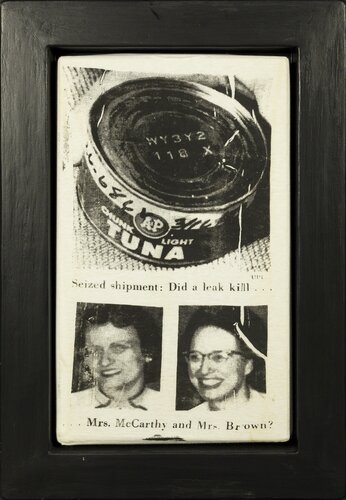 WY3Y2
118 X
A&P
CHUNK LIGHT
TUNA
UPI
Seized shipment: Did a leak kill . . .
. . . Mrs. McCarthy and Mrs. Brown?